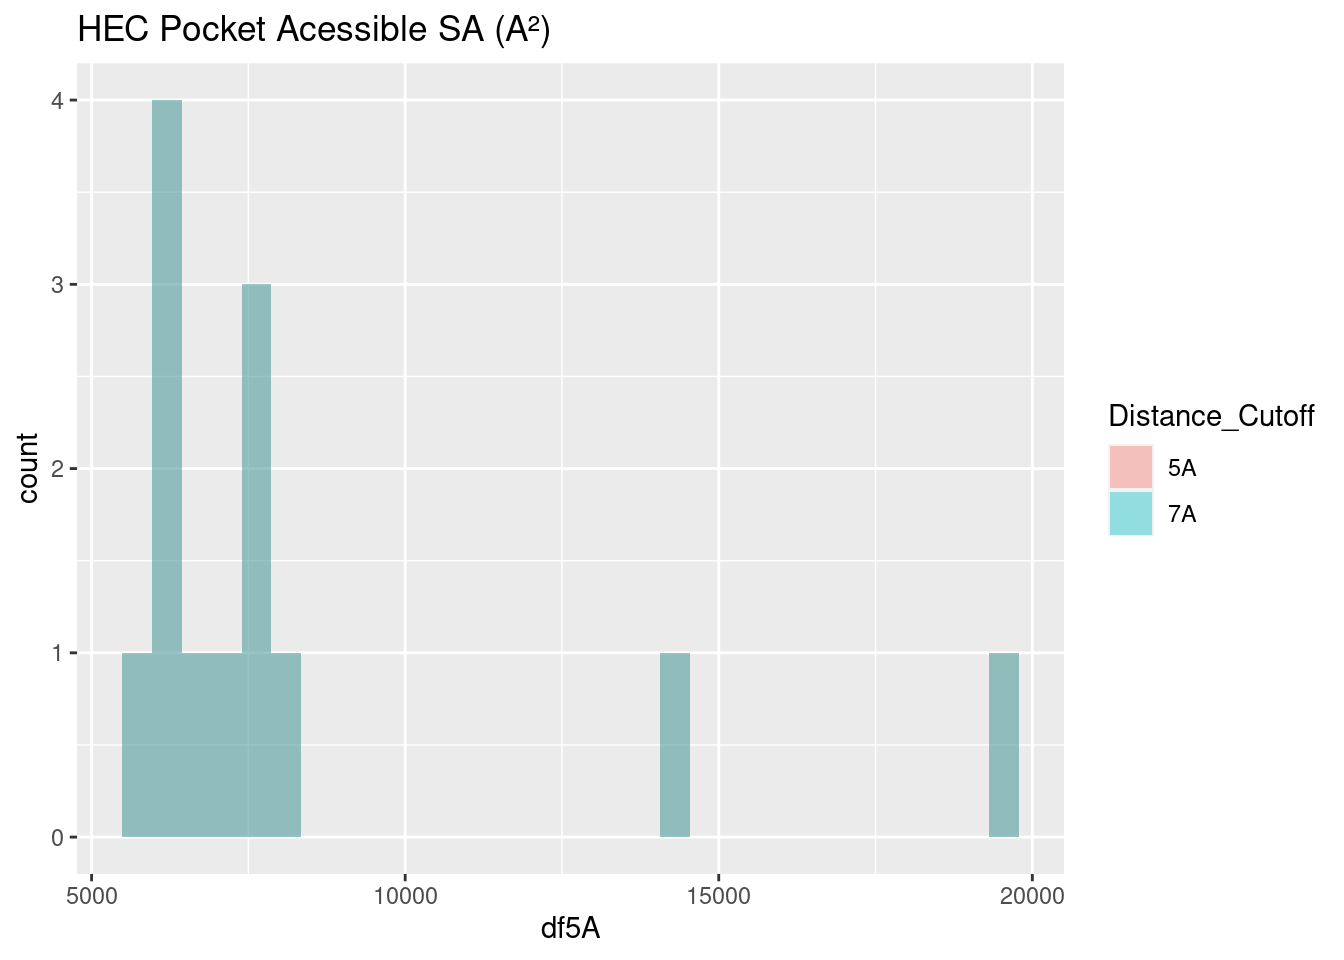 HEC Pocket Acessible SA (A²)
4
3
2
1
0
count
5000 10000 15000 20000
df5A
Distance_Cutoff
5A
7A